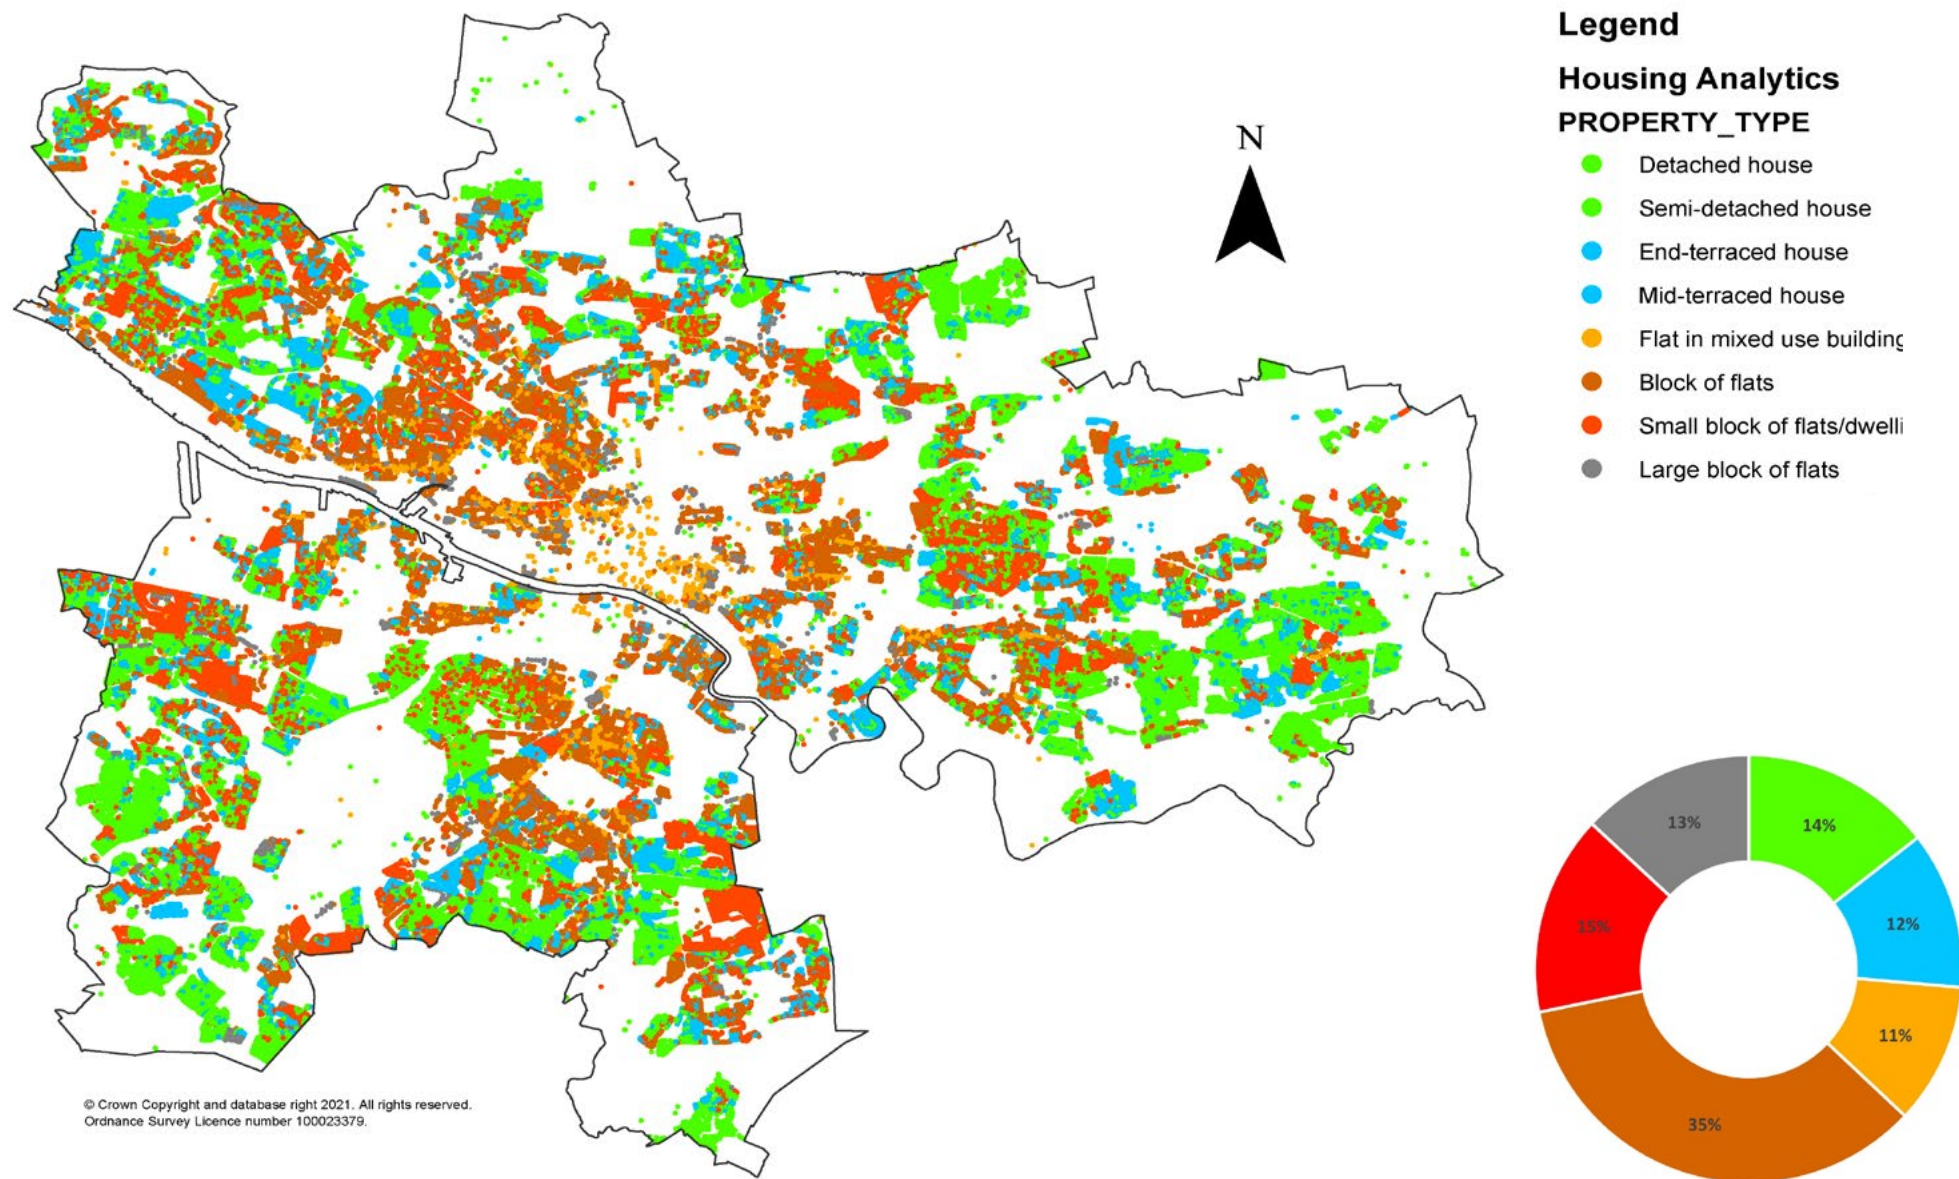 Legend
Housing Analytics
PROPERTY_TYPE
Detached house
Semi-detached house
End-terraced house
Mid-terraced house
Flat in mixed use building
Block of flats
Small block of flats/dwelli
Large block of flats
N
13%
14%
15%
12%
11%
35%
© Crown Copyright and database right 2021. All rights reserved.
Ordnance Survey Licence number 100023379.